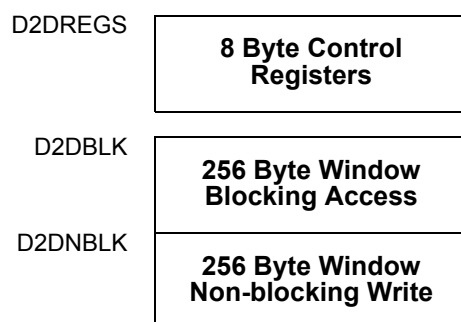 D2DREGS
8 Byte Control
Registers
D2DBLK
256 Byte Window
Blocking Access
D2DNBLK
256 Byte Window
Non-blocking Write